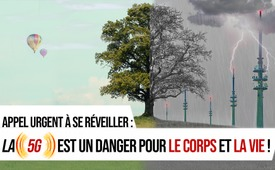 APPEL URGENT À SE RÉVEILLER :
LA 5G EST UN DANGER POUR LE CORPS ET LA VIE !